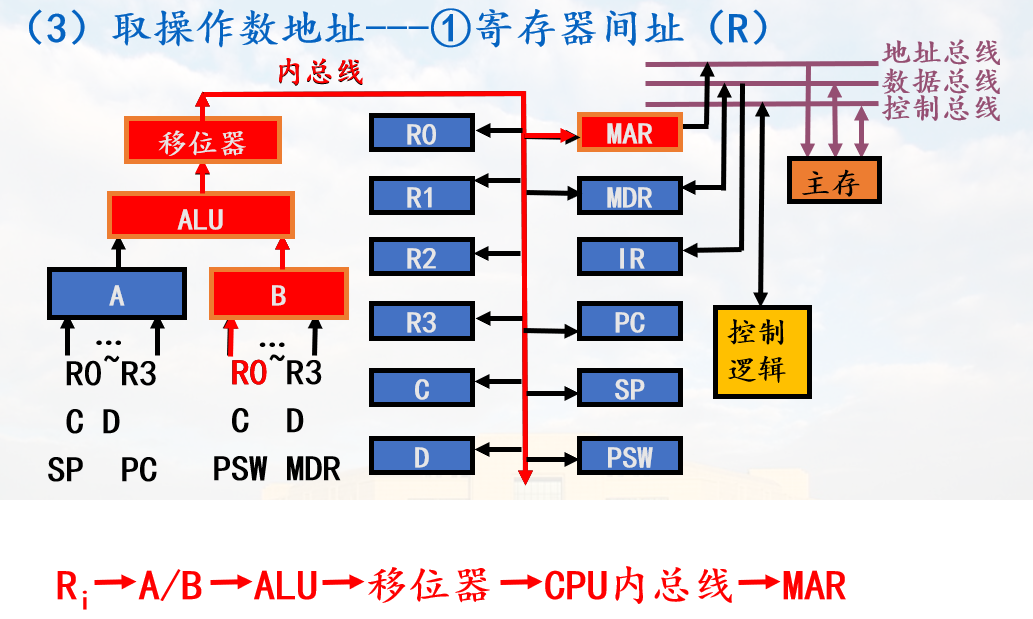 （3）取操作数地址---①寄存器间址（R）
内总线
地址总线
数据总线
控制总线
移位器
R0
MAR
主存
ALU
R1
MDR
R2
IR
A
B
R3
PC
控制
逻辑
... ...
R0~R3 R0~R3
C
SP
C D C D
SP PC PSW MDR
D
PSW
Ri→A/B→ALU→移位器→CPU内总线→MAR